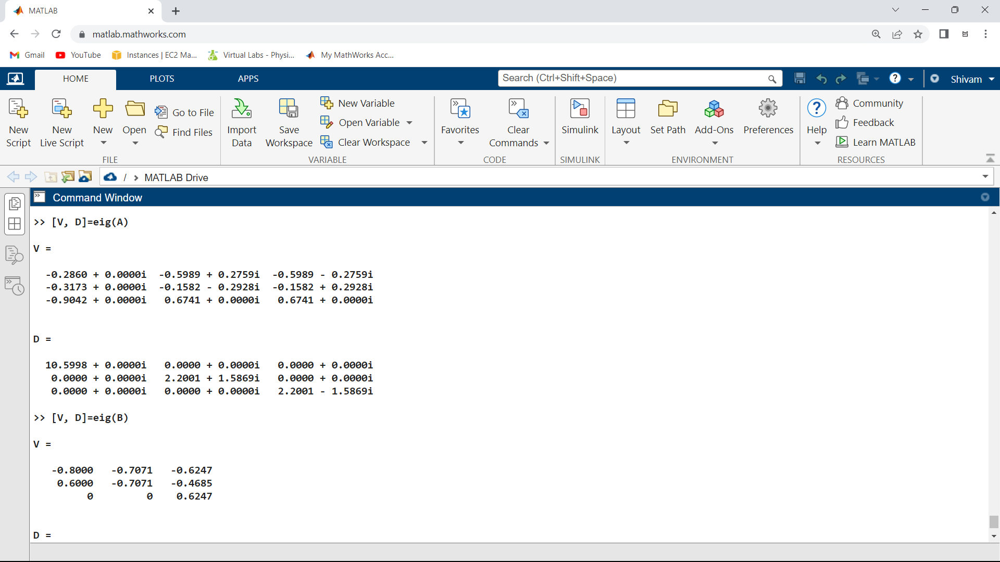 MATLAB
matlab.mathworks.com
Gmail YouTube Instances | EC2 Ma... Virtual Labs - Physi... My MathWorks Acc...
HOME PLOTS APPS Search (Ctrl+Shift+Space) ? Shivam
New Script New Live Script New Open Go to File Find Files Import Data Save Workspace New Variable Open Variable Clear Workspace Favorites Clear Commands Simulink Layout Set Path Add-Ons Preferences ? Help Community Feedback Learn MATLAB
FILE VARIABLE CODE SIMULINK ENVIRONMENT RESOURCES
/ > MATLAB Drive
Command Window
>> [V, D]=eig(A)
V =
-0.2860 + 0.0000i -0.5989 + 0.2759i -0.5989 - 0.2759i
-0.3173 + 0.0000i -0.1582 - 0.2928i -0.1582 + 0.2928i
-0.9042 + 0.0000i 0.6741 + 0.0000i 0.6741 + 0.0000i
D =
10.5998 + 0.0000i 0.0000 + 0.0000i 0.0000 + 0.0000i
0.0000 + 0.0000i 2.2001 + 1.5869i 0.0000 + 0.0000i
0.0000 + 0.0000i 0.0000 + 0.0000i 2.2001 - 1.5869i
>> [V, D]=eig(B)
V =
-0.8000 -0.7071 -0.6247
0.6000 -0.7071 -0.4685
0 0 0.6247
D =